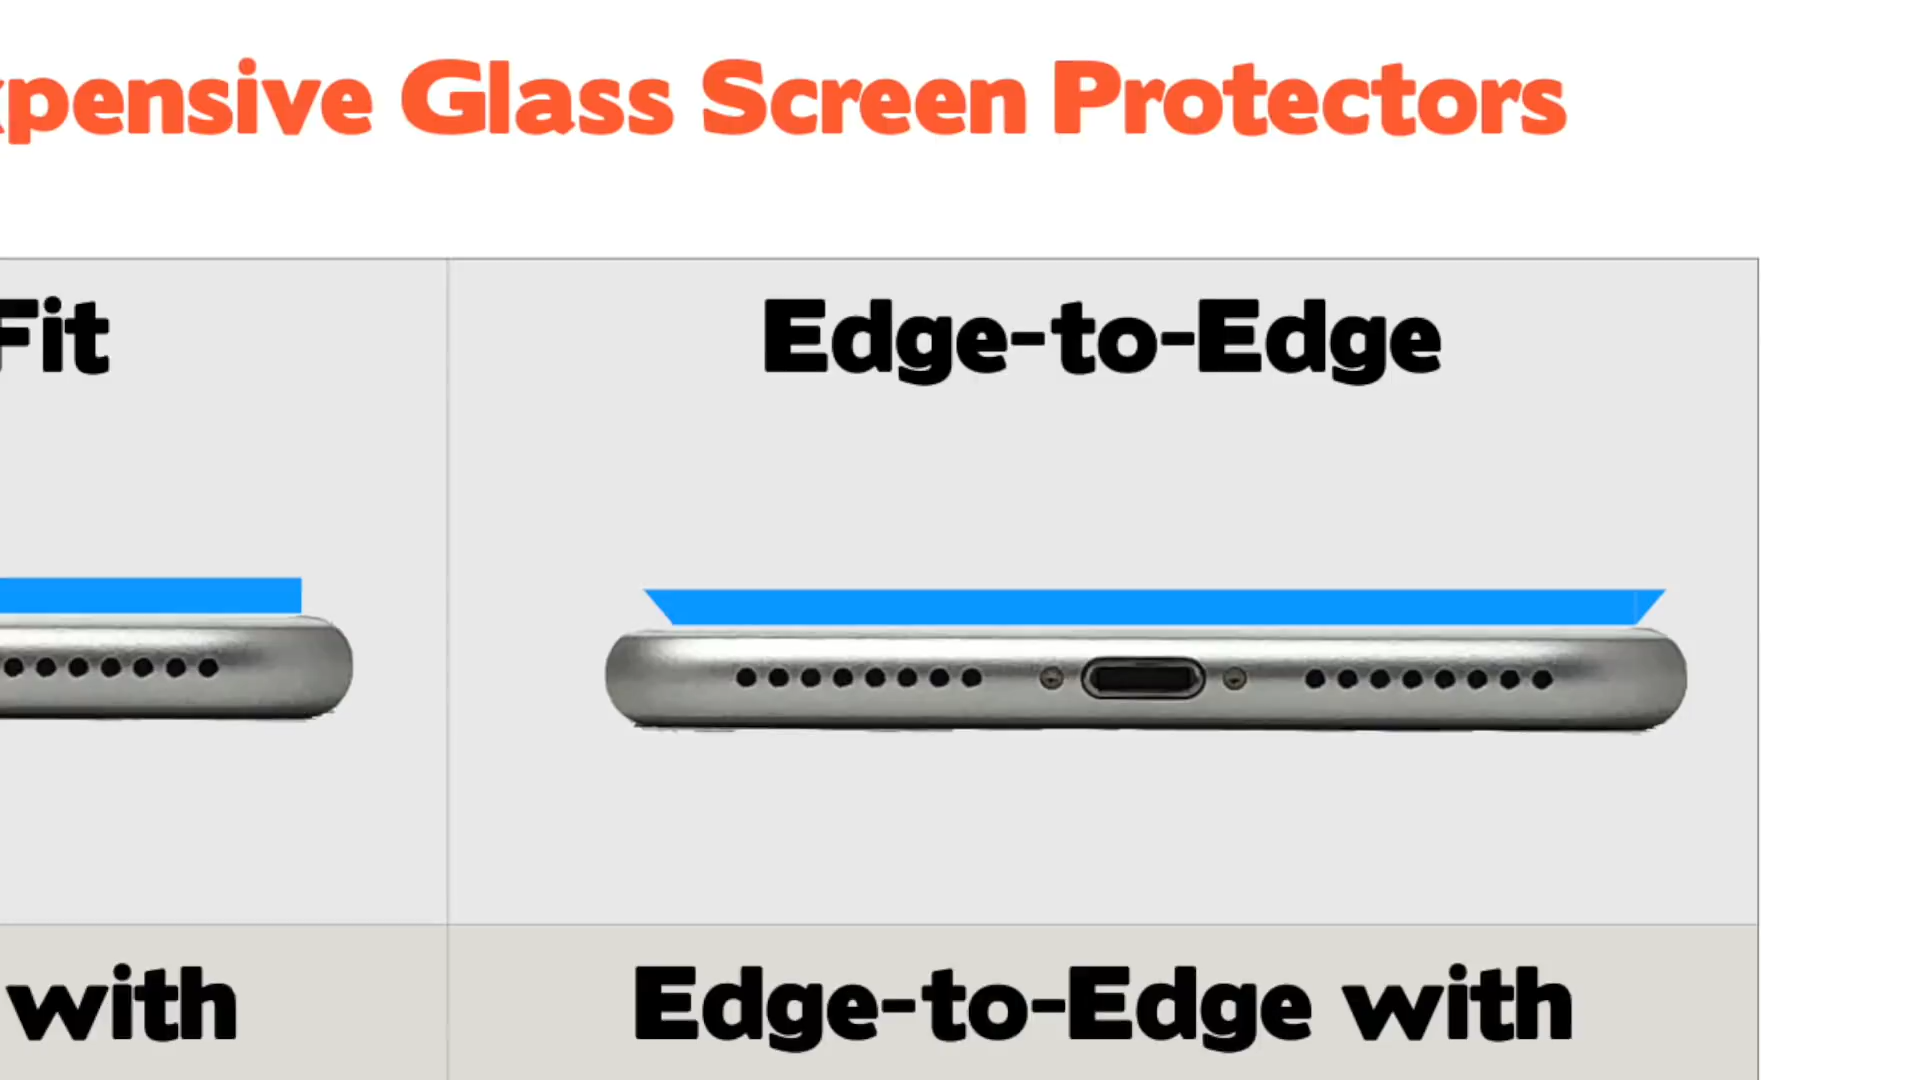 pensive Glass Screen Protectors
Fit
Edge-to-Edge
with
Edge-to-Edge with